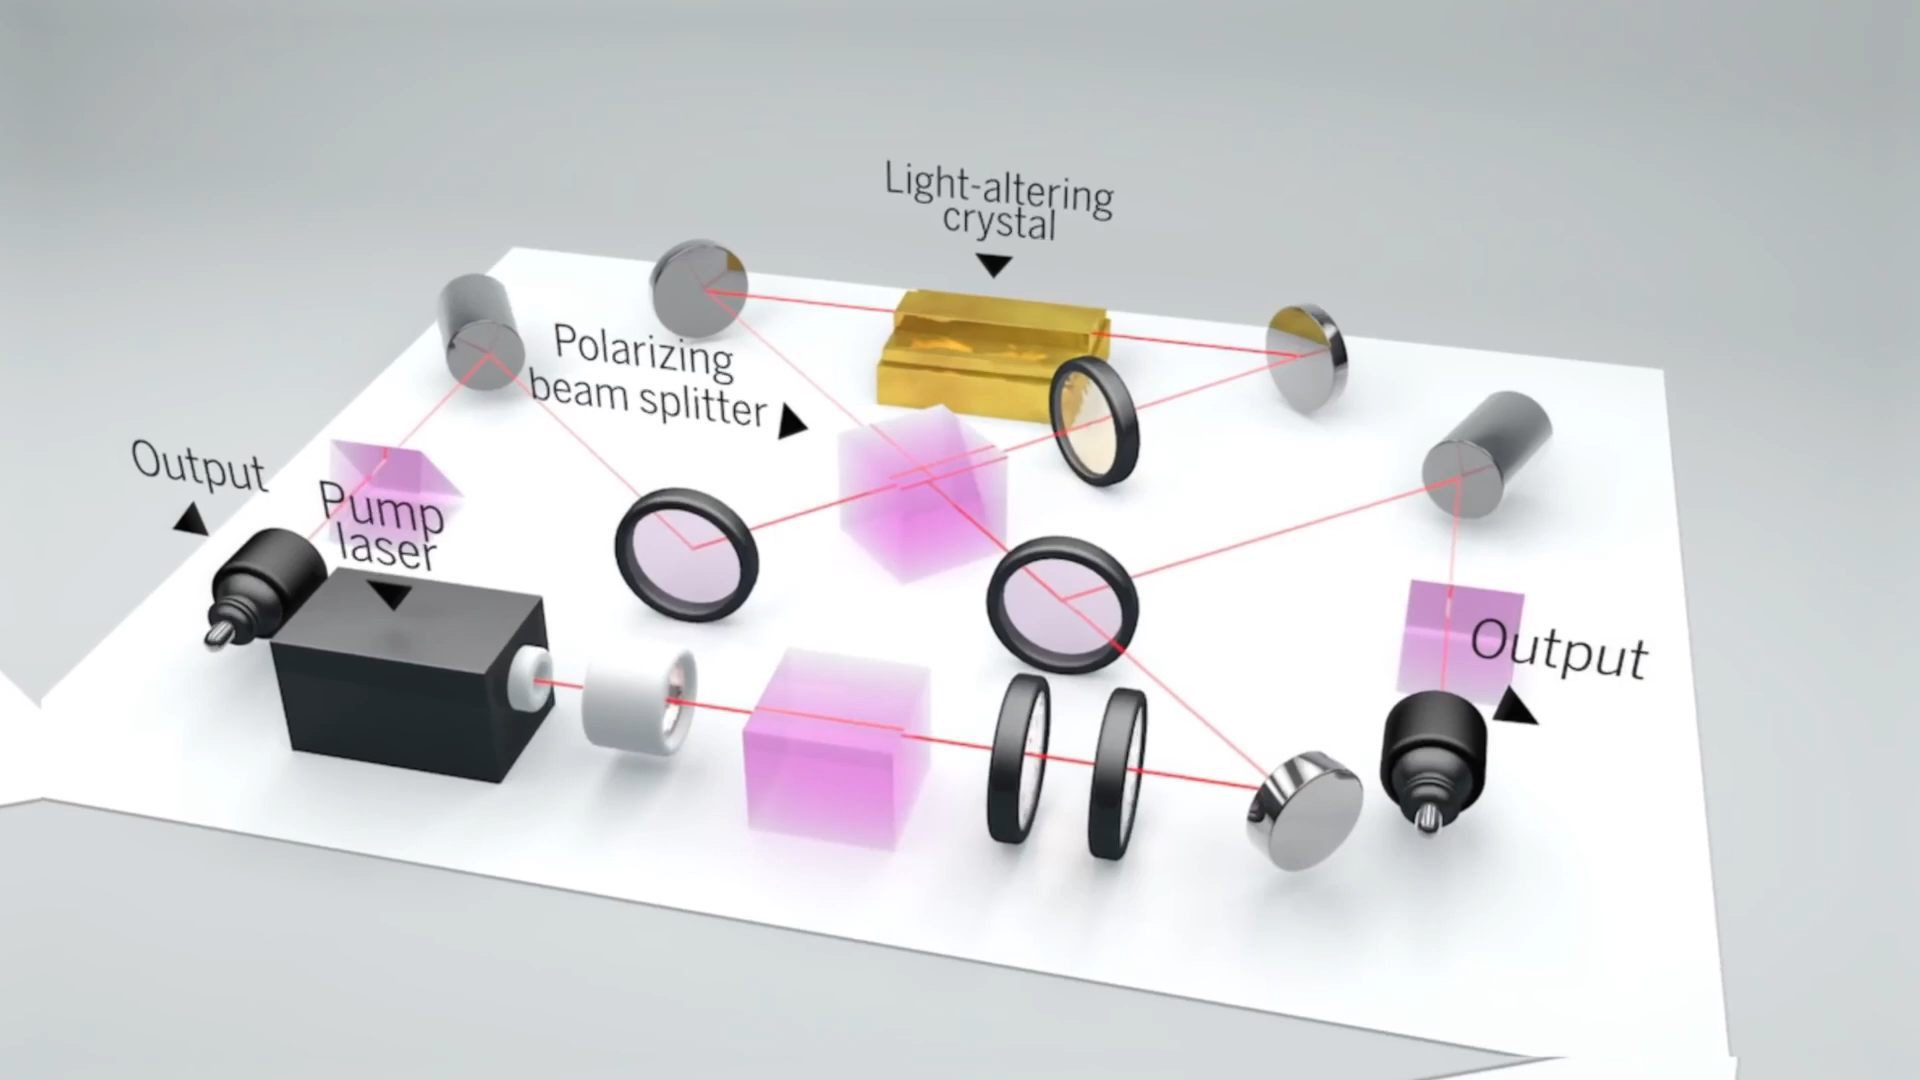 Light-altering
crystal
Polarizing
beam splitter
Output
Pump
laser
Output